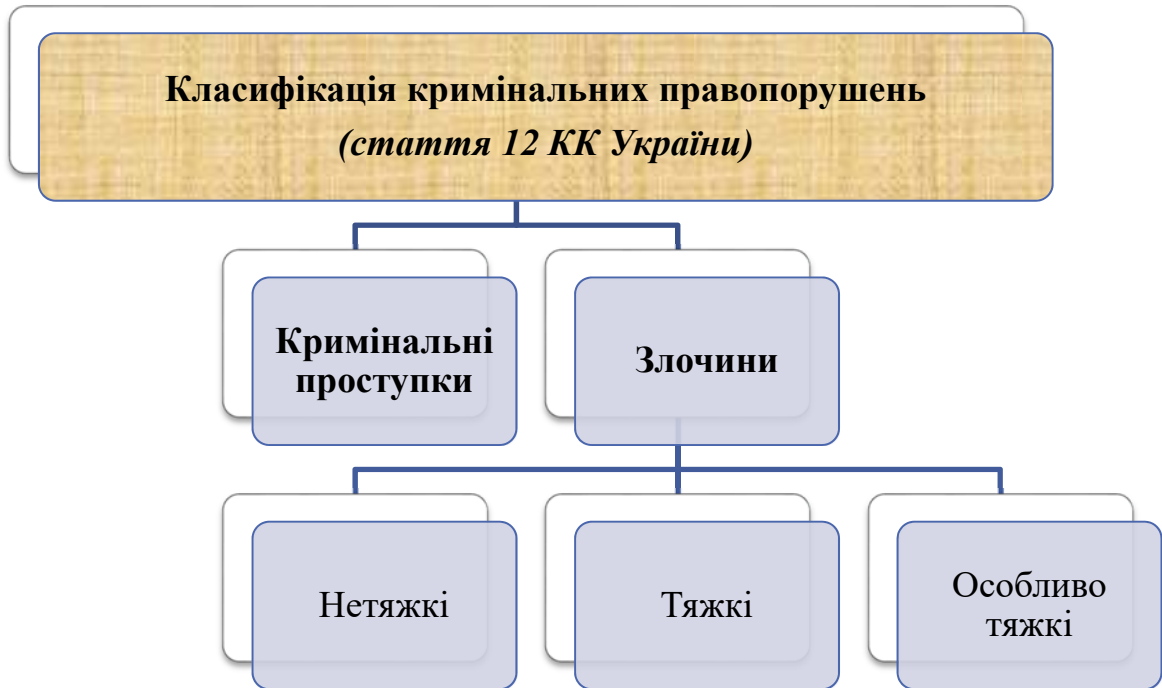 Класифікація кримінальних правопорушень
(стаття 12 КК України)
Кримінальні
проступки
Злочини
Нетяжкі
Тяжкі
Особливо
тяжкі